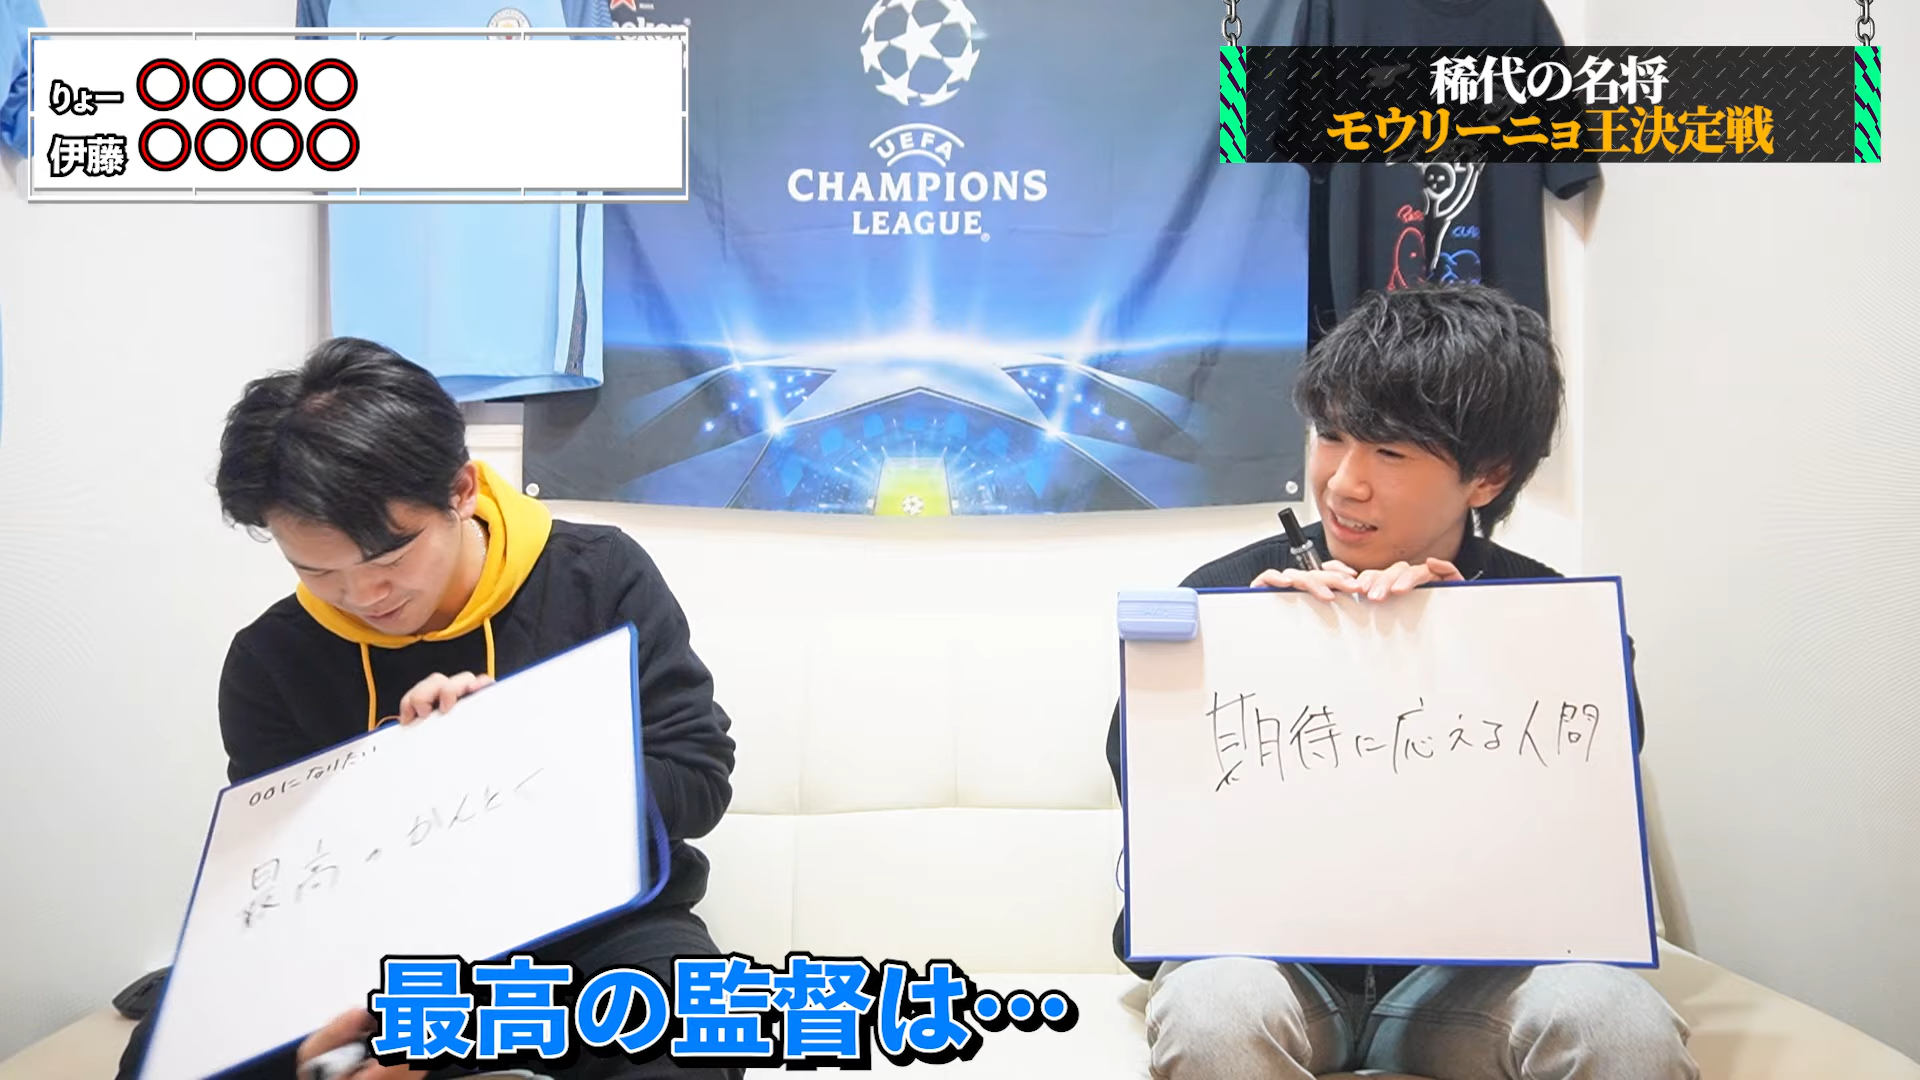 りょー ○○○○
伊藤 ○○○○
稀代の名将
モウリーニョ王決定戦
UEFA
CHAMPIONS
LEAGUE
〇〇になりたい
最高のかんとく
期待に応える人間
最高の監督は…